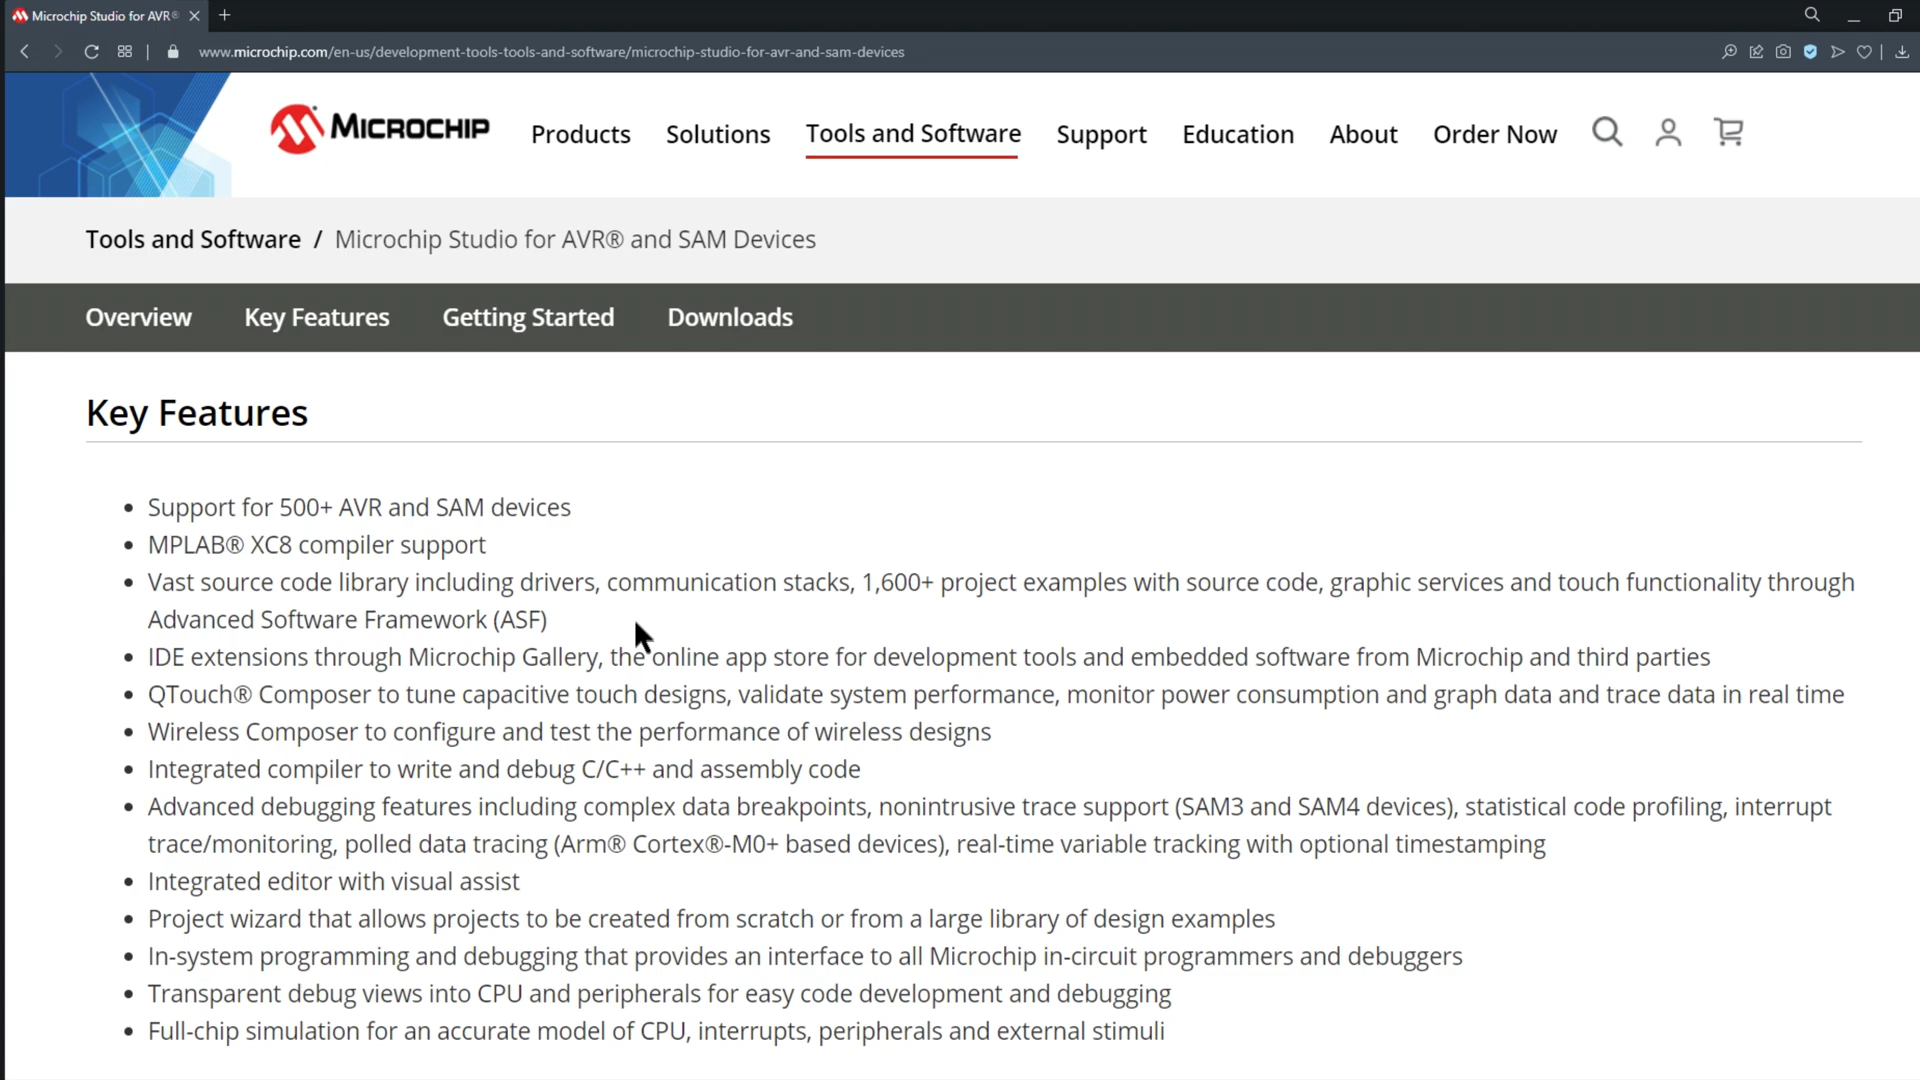 Microchip Studio for AVR®
www.microchip.com/en-us/development-tools-tools-and-software/microchip-studio-for-avr-and-sam-devices
MICROCHIP Products Solutions Tools and Software Support Education About Order Now
Tools and Software / Microchip Studio for AVR® and SAM Devices
Overview Key Features Getting Started Downloads
Key Features
• Support for 500+ AVR and SAM devices
• MPLAB® XC8 compiler support
• Vast source code library including drivers, communication stacks, 1,600+ project examples with source code, graphic services and touch functionality through
Advanced Software Framework (ASF)
• IDE extensions through Microchip Gallery, the online app store for development tools and embedded software from Microchip and third parties
• QTouch® Composer to tune capacitive touch designs, validate system performance, monitor power consumption and graph data and trace data in real time
• Wireless Composer to configure and test the performance of wireless designs
• Integrated compiler to write and debug C/C++ and assembly code
• Advanced debugging features including complex data breakpoints, nonintrusive trace support (SAM3 and SAM4 devices), statistical code profiling, interrupt
trace/monitoring, polled data tracing (Arm® Cortex®-M0+ based devices), real-time variable tracking with optional timestamping
• Integrated editor with visual assist
• Project wizard that allows projects to be created from scratch or from a large library of design examples
• In-system programming and debugging that provides an interface to all Microchip in-circuit programmers and debuggers
• Transparent debug views into CPU and peripherals for easy code development and debugging
• Full-chip simulation for an accurate model of CPU, interrupts, peripherals and external stimuli